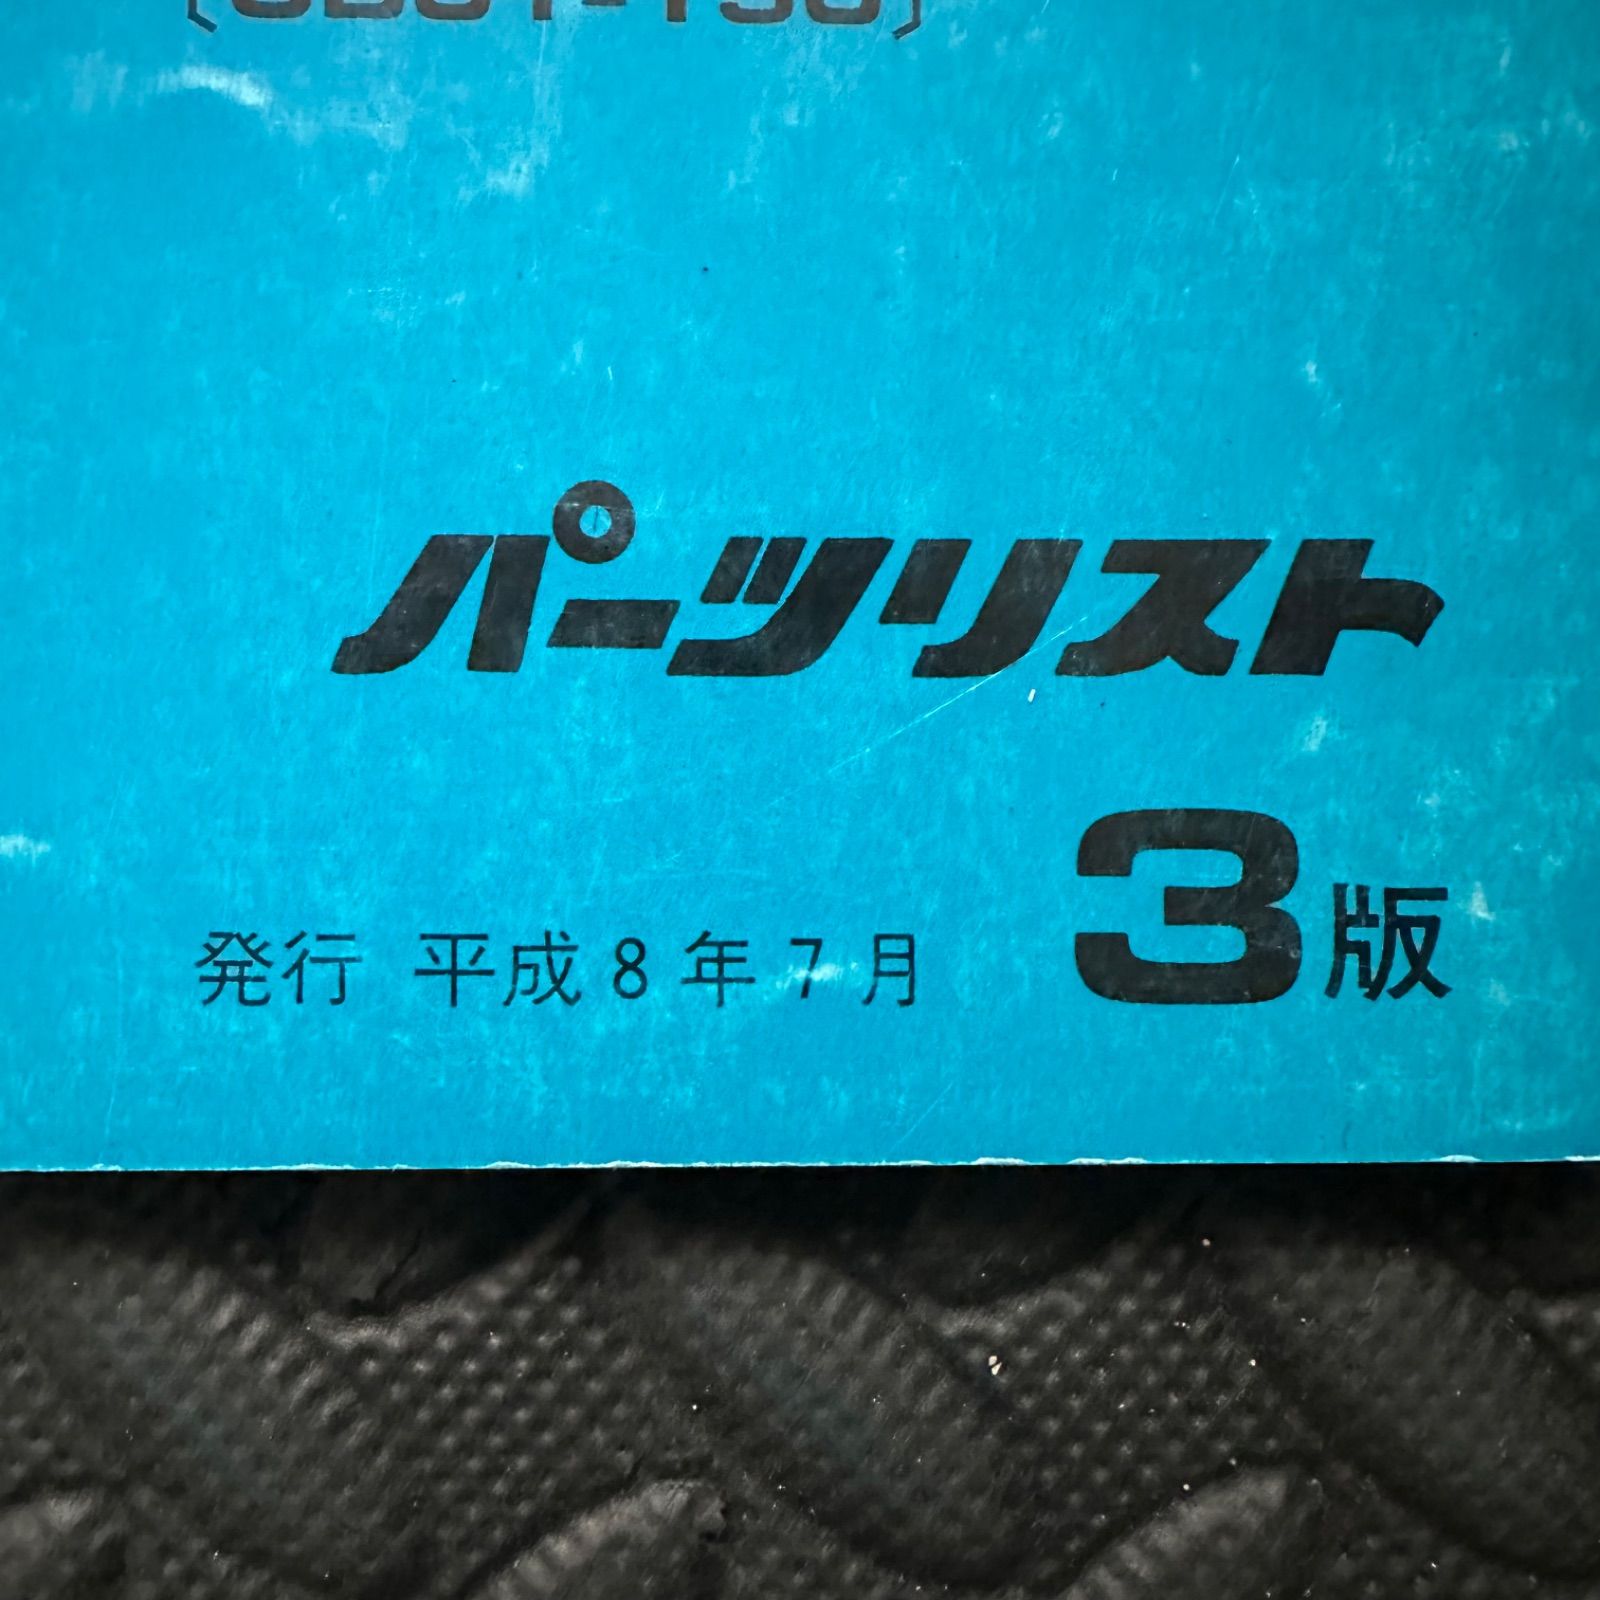 パーツリスト
発行 平成8年7月 3版